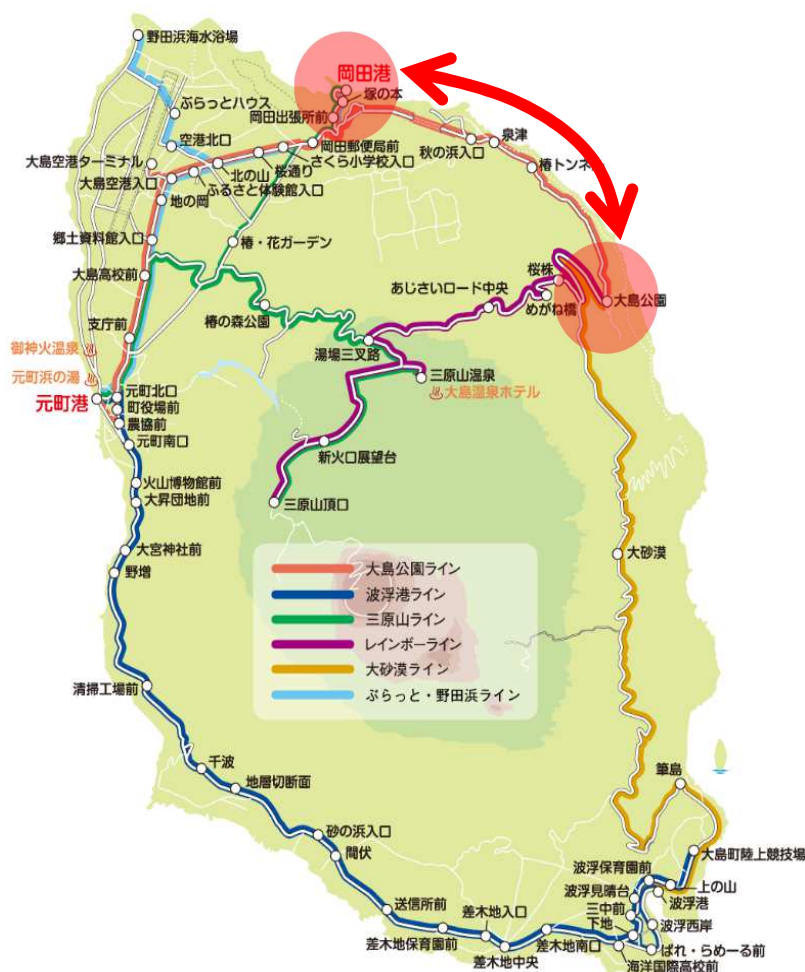 野田浜海水浴場
岡田港
塚の本
ぶらっとハウス
岡田出張所前
空港北口
岡田郵便局前
秋の浜入口
泉津
さくら小学校入口
椿トンネル
大島空港ターミナル
桜通り
大島空港入口
北の山
ふるさと体験館入口
地の岡
郷土資料館入口
椿・花ガーデン
大島高校前
桜株
あじさいロード中央
大島公園
めがね橋
椿の森公園
支庁前
湯場三叉路
御神火温泉
三原山温泉
元町浜の湯
大島温泉ホテル
元町北口
元町港
町役場前
農協前
元町南口
新火口展望台
火山博物館前
大昇団地前
三原山頂口
大宮神社前
大砂漠
野増
大島公園ライン
波浮港ライン
三原山ライン
レインボーライン
大砂漠ライン
ぶらっと・野田浜ライン
清掃工場前
千波
筆島
地層切断面
砂の浜入口
間伏
大島町陸上競技場
波浮保育園前
上の山
波浮見晴台
波浮港
送信所前
三中前
差木地入口
下地
波浮西岸
差木地保育園前
差木地南口
ぱれ・らめーる前
差木地中央
海洋国際高校前